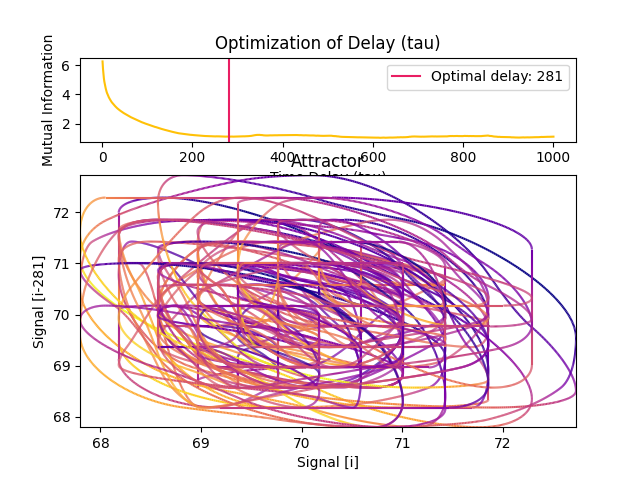 Optimization of Delay (tau)
Mutual Information
6
4
2
Optimal delay: 281
0 200 400 600 800 1000
Time Delay (tau)
Attractor
Signal [i-281]
72
71
70
69
68
68 69 70 71 72
Signal [i]